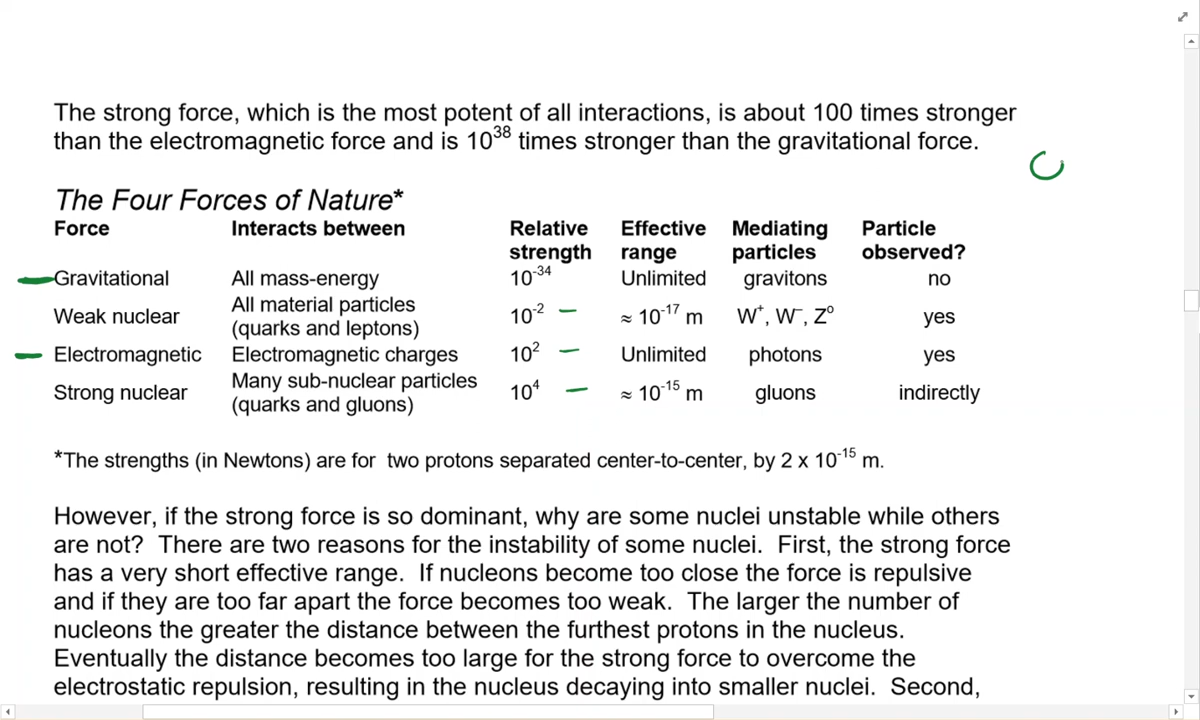 The strong force, which is the most potent of all interactions, is about 100 times stronger
than the electromagnetic force and is 10³⁸ times stronger than the gravitational force.
The Four Forces of Nature*
Force Interacts between Relative strength Effective range Mediating particles Particle observed?
Gravitational All mass-energy 10⁻³⁴ Unlimited gravitons no
Weak nuclear All material particles (quarks and leptons) 10⁻² ≈ 10⁻¹⁷ m W⁺, W⁻, Z⁰ yes
Electromagnetic Electromagnetic charges 10² Unlimited photons yes
Strong nuclear Many sub-nuclear particles (quarks and gluons) 10⁴ ≈ 10⁻¹⁵ m gluons indirectly
*The strengths (in Newtons) are for two protons separated center-to-center, by 2 x 10⁻¹⁵ m.
However, if the strong force is so dominant, why are some nuclei unstable while others
are not? There are two reasons for the instability of some nuclei. First, the strong force
has a very short effective range. If nucleons become too close the force is repulsive
and if they are too far apart the force becomes too weak. The larger the number of
nucleons the greater the distance between the furthest protons in the nucleus.
Eventually the distance becomes too large for the strong force to overcome the
electrostatic repulsion, resulting in the nucleus decaying into smaller nuclei. Second,